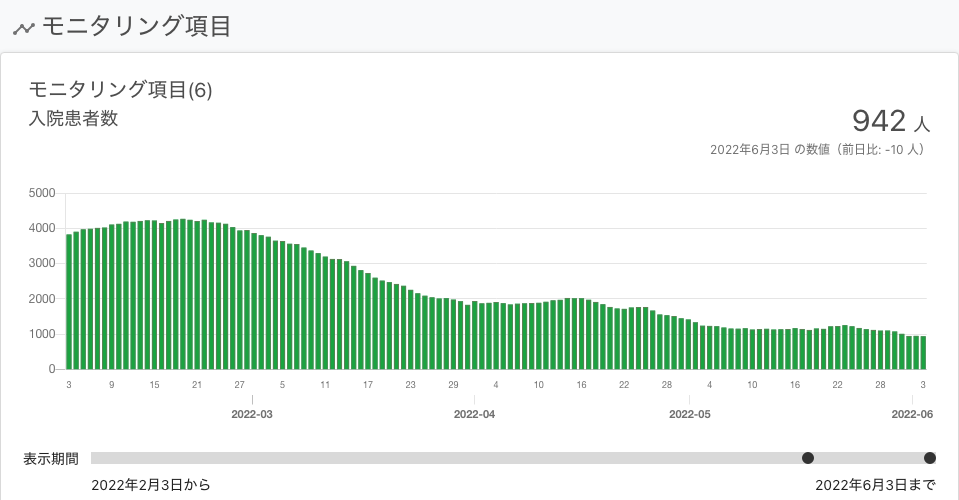 モニタリング項目
モニタリング項目(6)
入院患者数
942 人
2022年6月3日 の数値（前日比: -10 人）
5000
4000
3000
2000
1000
0
3 9 15 21 27 5 11 17 23 29 4 10 16 22 28 4 10 16 22 28 3
2022-03 2022-04 2022-05 2022-06
表示期間
2022年2月3日から 2022年6月3日まで